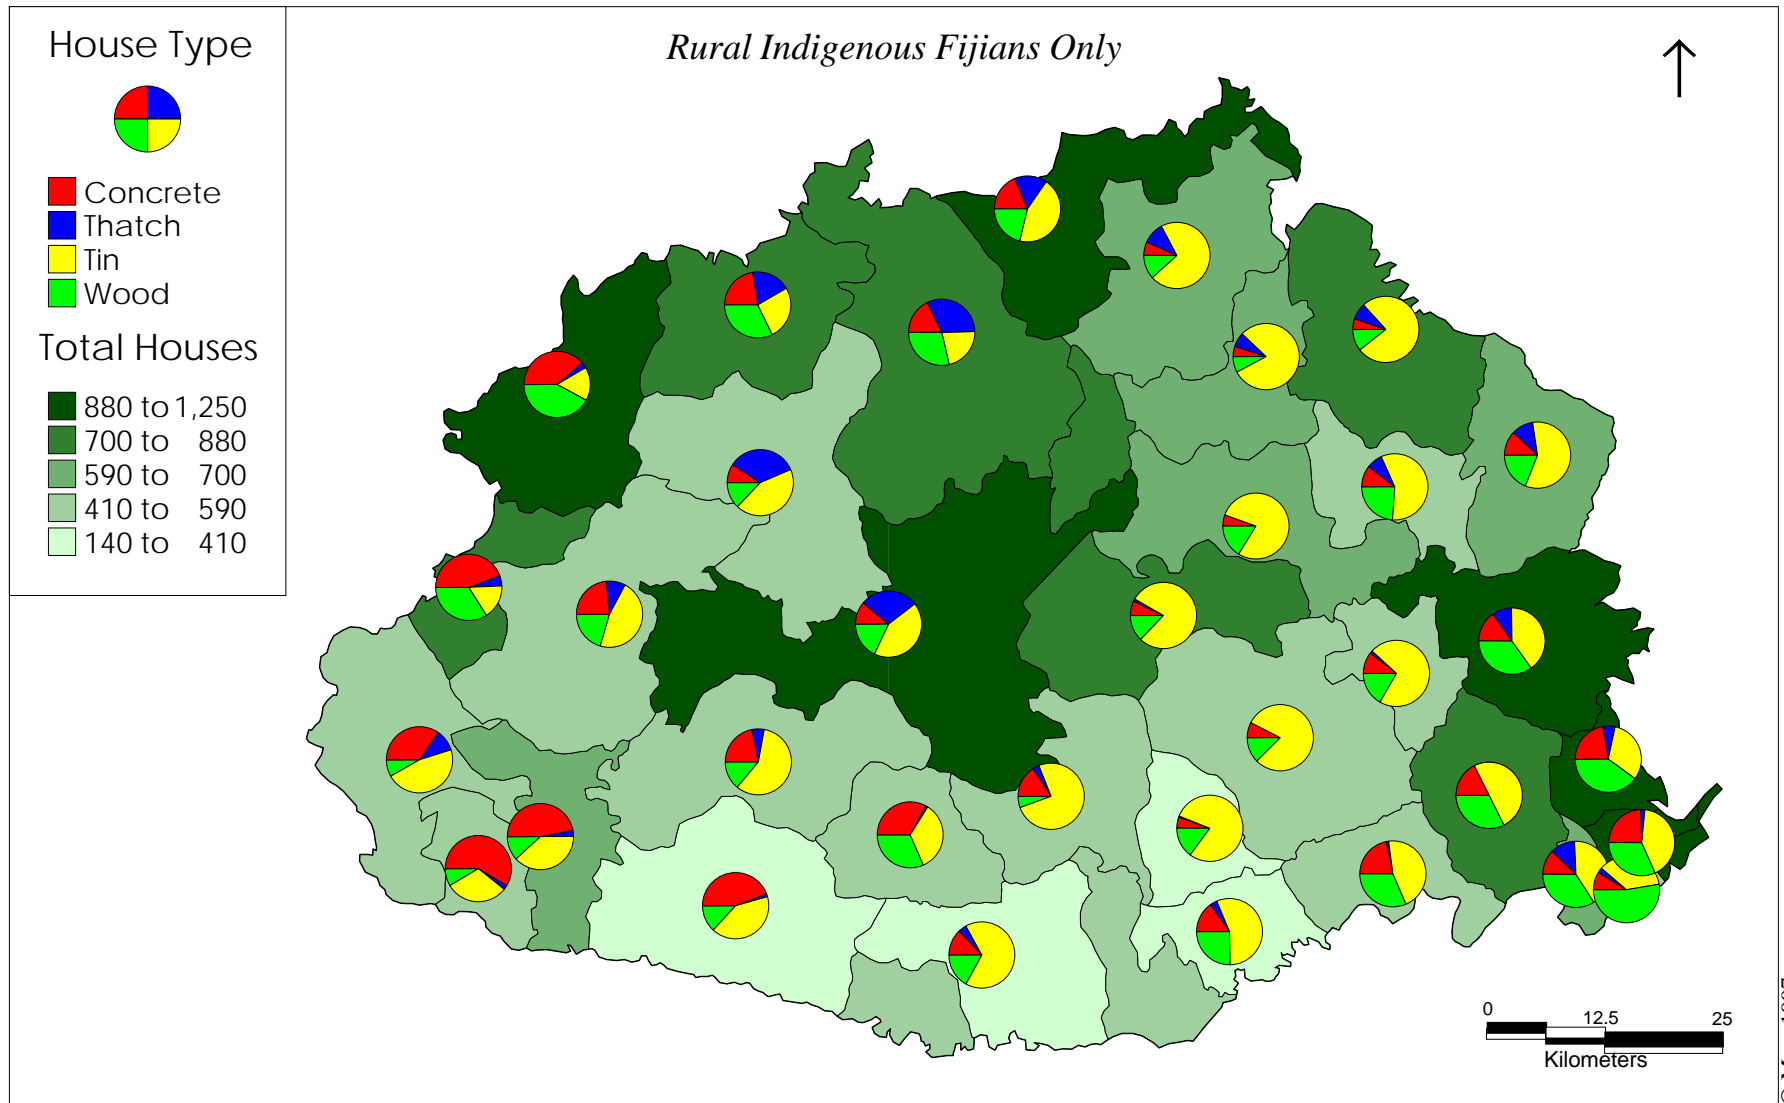 House Type
Rural Indigenous Fijians Only
Concrete
Thatch
Tin
Wood
Total Houses
880 to 1,250
700 to 880
590 to 700
410 to 590
140 to 410
0 12.5 25
Kilometers